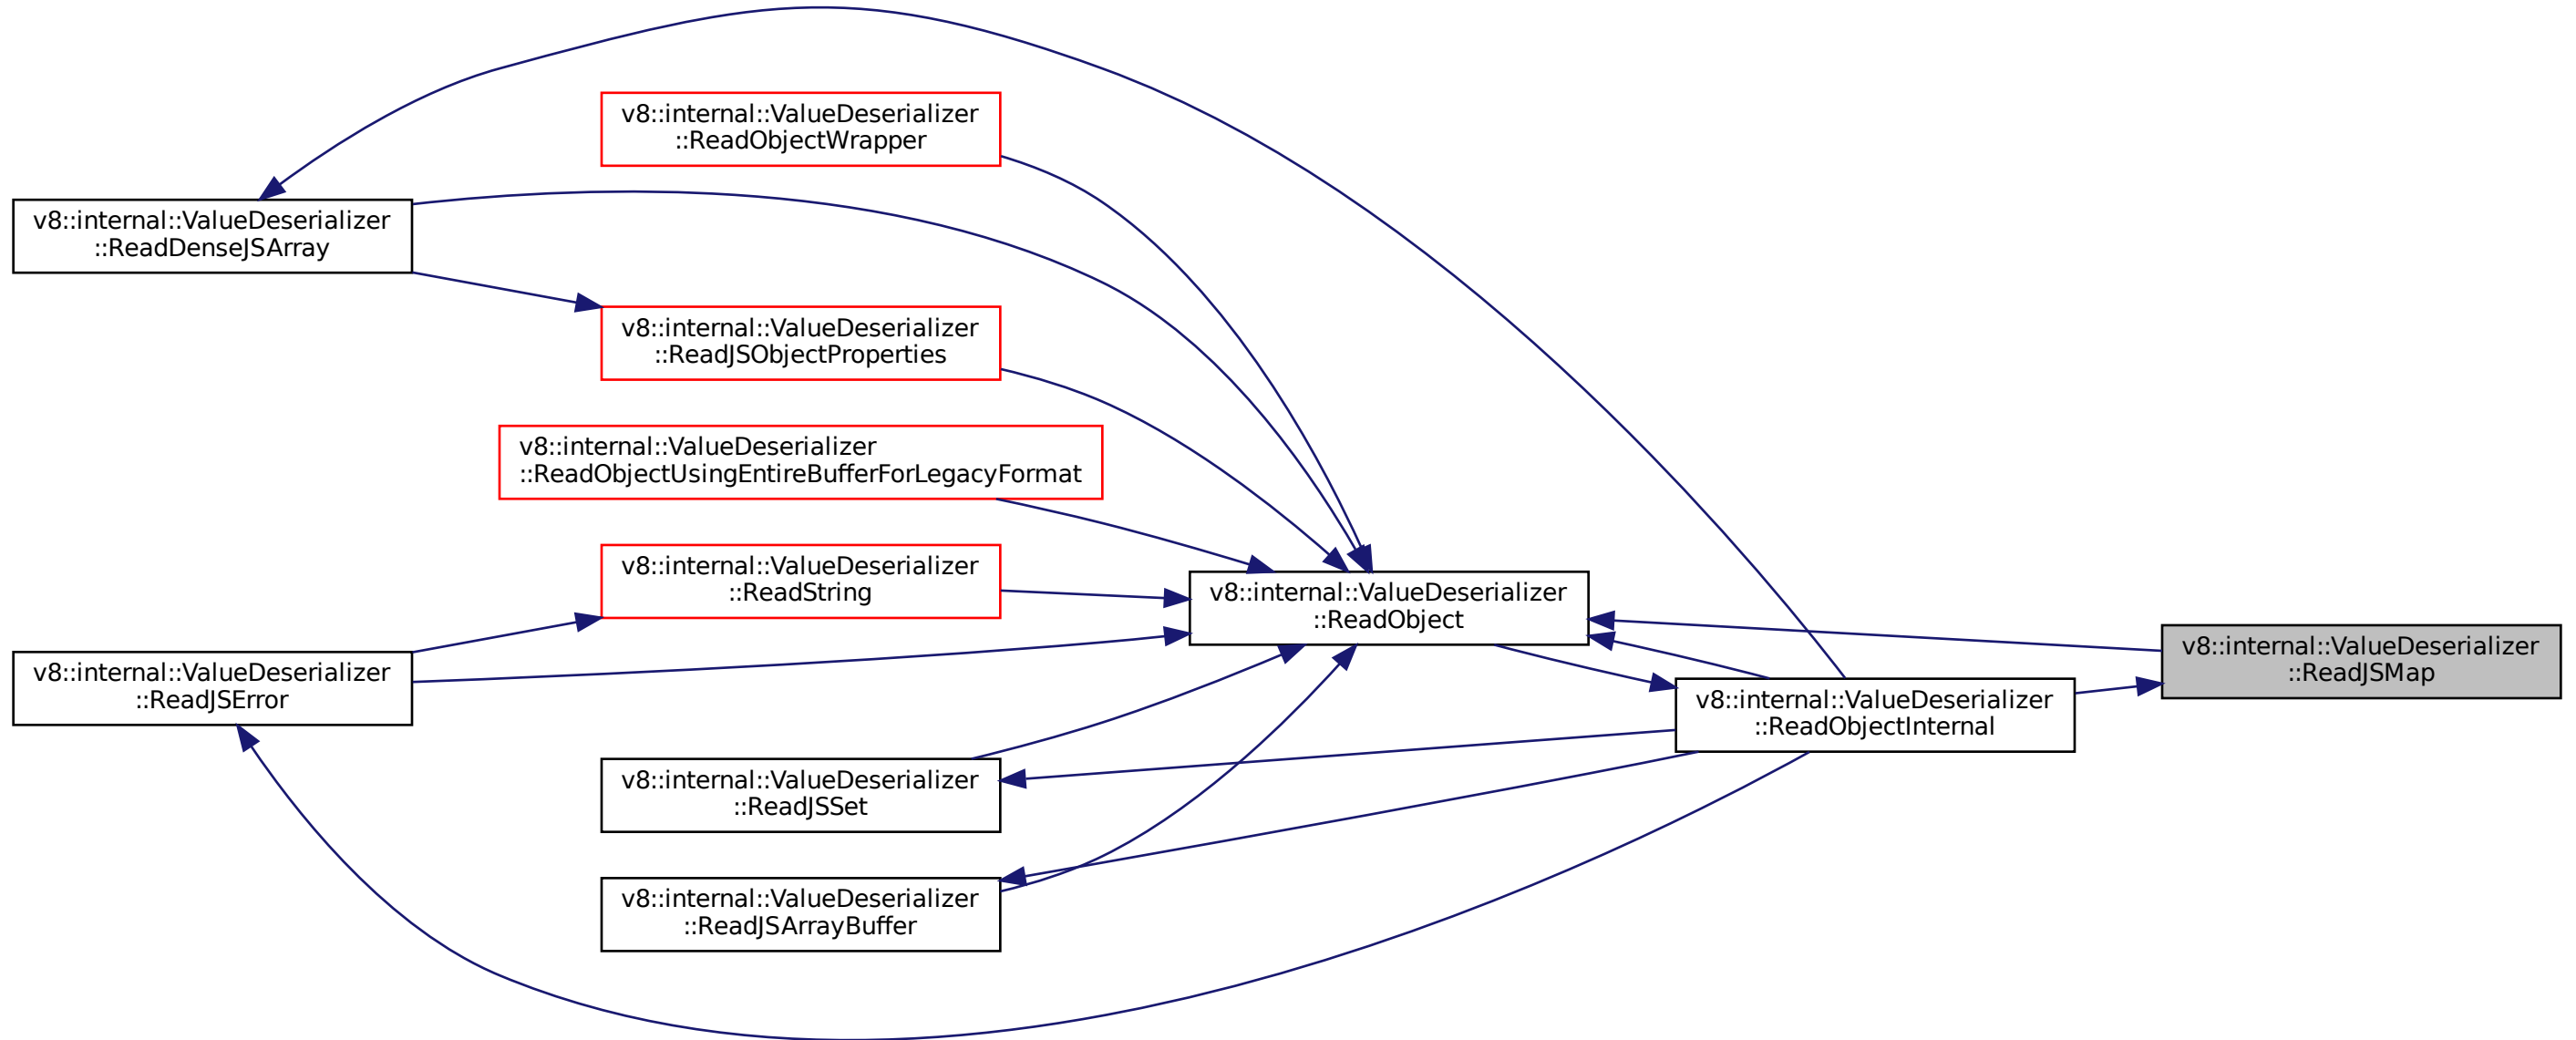 v8::internal::ValueDeserializer
::ReadObjectWrapper
v8::internal::ValueDeserializer
::ReadDenseJSArray
v8::internal::ValueDeserializer
::ReadJSObjectProperties
v8::internal::ValueDeserializer
::ReadObjectUsingEntireBufferForLegacyFormat
v8::internal::ValueDeserializer
::ReadString
v8::internal::ValueDeserializer
::ReadObject
v8::internal::ValueDeserializer
::ReadJSMap
v8::internal::ValueDeserializer
::ReadJSError
v8::internal::ValueDeserializer
::ReadObjectInternal
v8::internal::ValueDeserializer
::ReadJSSet
v8::internal::ValueDeserializer
::ReadJSArrayBuffer